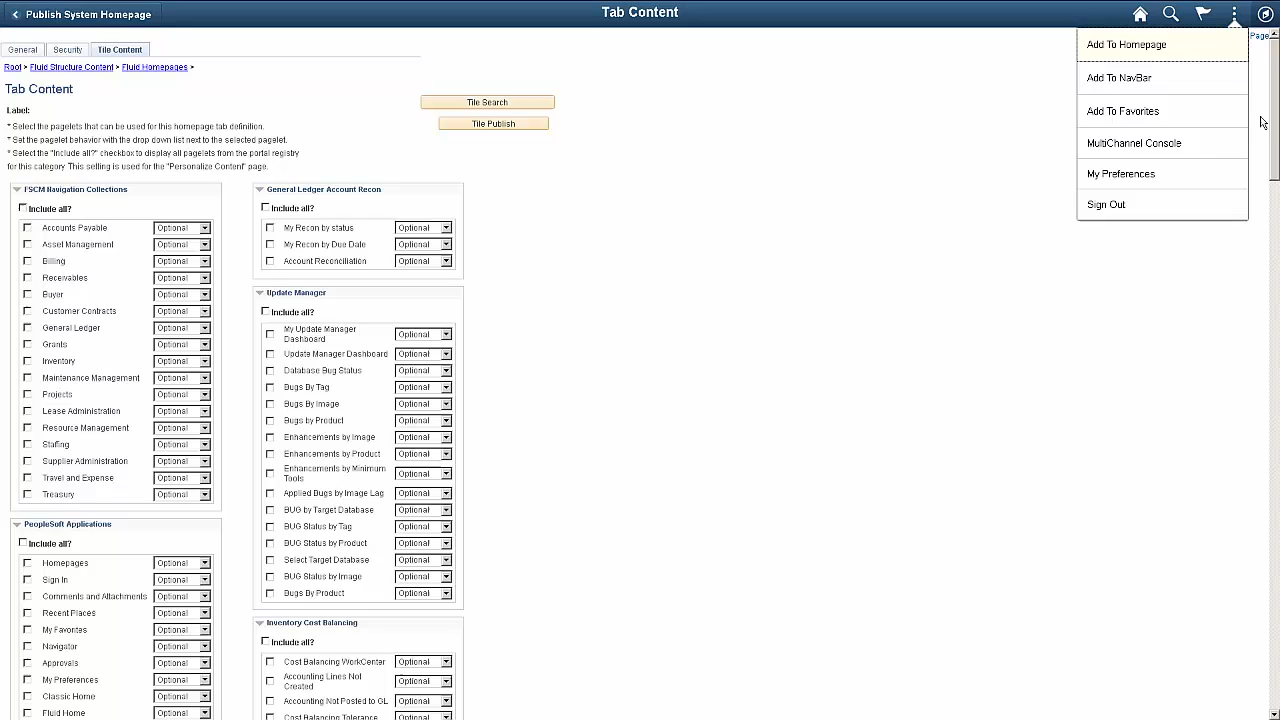 Publish System Homepage
Tab Content
General
Security
Tile Content
Root > Fluid Structure Content > Fluid Homepages >
Tab Content
Label:
* Select the pagelets that can be used for this homepage tab definition.
* Set the pagelet behavior with the drop down list next to the selected pagelet.
* Select the "Include all?" checkbox to display all pagelets from the portal registry
for this category. This setting is used for the "Personalize Content" page.
Tile Search
Tile Publish
FSCM Navigation Collections
Include all?
Accounts Payable Optional
Asset Management Optional
Billing Optional
Receivables Optional
Buyer Optional
Customer Contracts Optional
General Ledger Optional
Grants Optional
Inventory Optional
Maintenance Management Optional
Projects Optional
Lease Administration Optional
Resource Management Optional
Staffing Optional
Supplier Administration Optional
Travel and Expense Optional
Treasury Optional
PeopleSoft Applications
Include all?
Homepages Optional
Sign In Optional
Comments and Attachments Optional
Recent Places Optional
My Favorites Optional
Navigator Optional
Approvals Optional
My Preferences Optional
Classic Home Optional
Fluid Home Optional
General Ledger Account Recon
Include all?
My Recon by status Optional
My Recon by Due Date Optional
Account Reconciliation Optional
Update Manager
Include all?
My Update Manager
Dashboard Optional
Update Manager Dashboard Optional
Database Bug Status Optional
Bugs By Tag Optional
Bugs By Image Optional
Bugs by Product Optional
Enhancements by Image Optional
Enhancements by Product Optional
Enhancements by Minimum
Tools Optional
Applied Bugs by Image Lag Optional
BUG by Target Database Optional
BUG Status by Tag Optional
BUG Status by Product Optional
Select Target Database Optional
BUG Status by Image Optional
Bugs By Product Optional
Inventory Cost Balancing
Include all?
Cost Balancing WorkCenter Optional
Accounting Lines Not
Created Optional
Accounting Not Posted to GL Optional
Cost Balancing Tolerance Optional
Add To Homepage
Add To NavBar
Add To Favorites
MultiChannel Console
My Preferences
Sign Out
Page